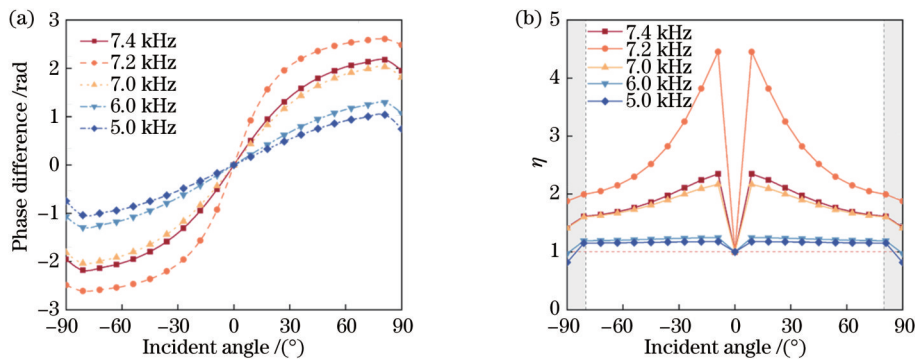 (a)
3
2
1
0
−1
−2
−3
Phase difference /rad
7.4 kHz
7.2 kHz
7.0 kHz
6.0 kHz
5.0 kHz
−90 −60 −30 0 30 60 90
Incident angle /(°)
(b)
5
4
3
2
1
0
η
7.4 kHz
7.2 kHz
7.0 kHz
6.0 kHz
5.0 kHz
−90 −60 −30 0 30 60 90
Incident angle /(°)